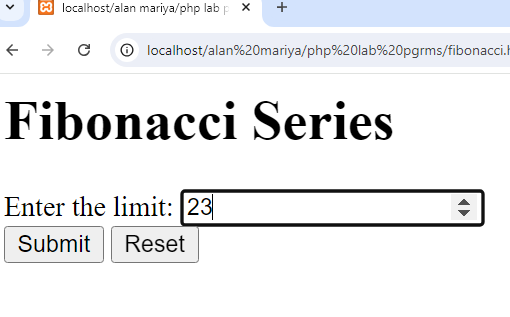 localhost/alan mariya/php lab p
localhost/alan%20mariya/php%20lab%20pgrms/fibonacci.h
Fibonacci Series
Enter the limit: 23
Submit Reset